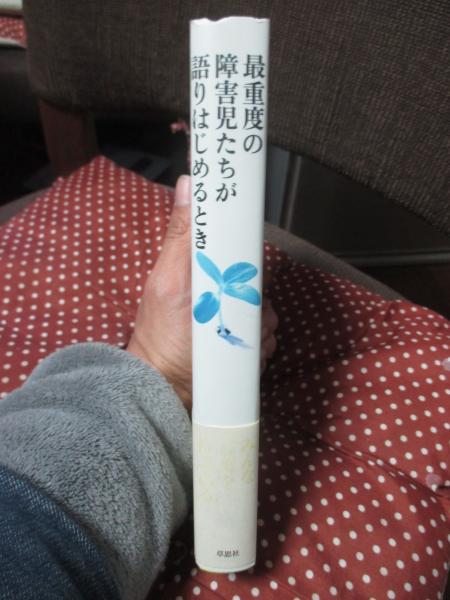 最重度の
障害児たちが
語りはじめるとき
草思社